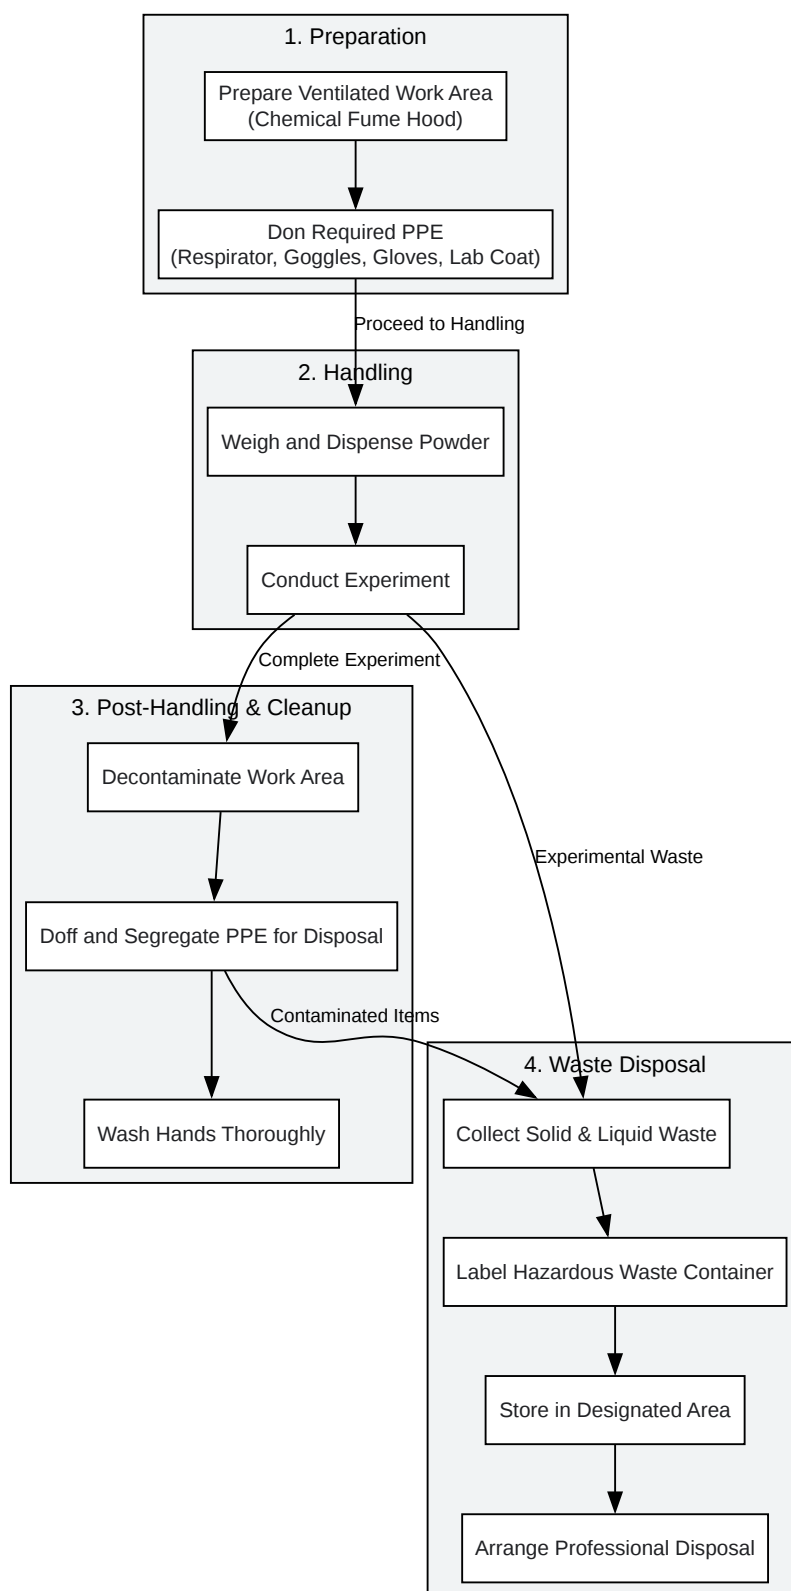 1. Preparation
Prepare Ventilated Work Area
(Chemical Fume Hood)
Don Required PPE
(Respirator, Goggles, Gloves, Lab Coat)
Proceed to Handling
2. Handling
Weigh and Dispense Powder
Conduct Experiment
Complete Experiment
3. Post-Handling & Cleanup
Decontaminate Work Area
Experimental Waste
Doff and Segregate PPE for Disposal
Contaminated Items
Wash Hands Thoroughly
4. Waste Disposal
Collect Solid & Liquid Waste
Label Hazardous Waste Container
Store in Designated Area
Arrange Professional Disposal